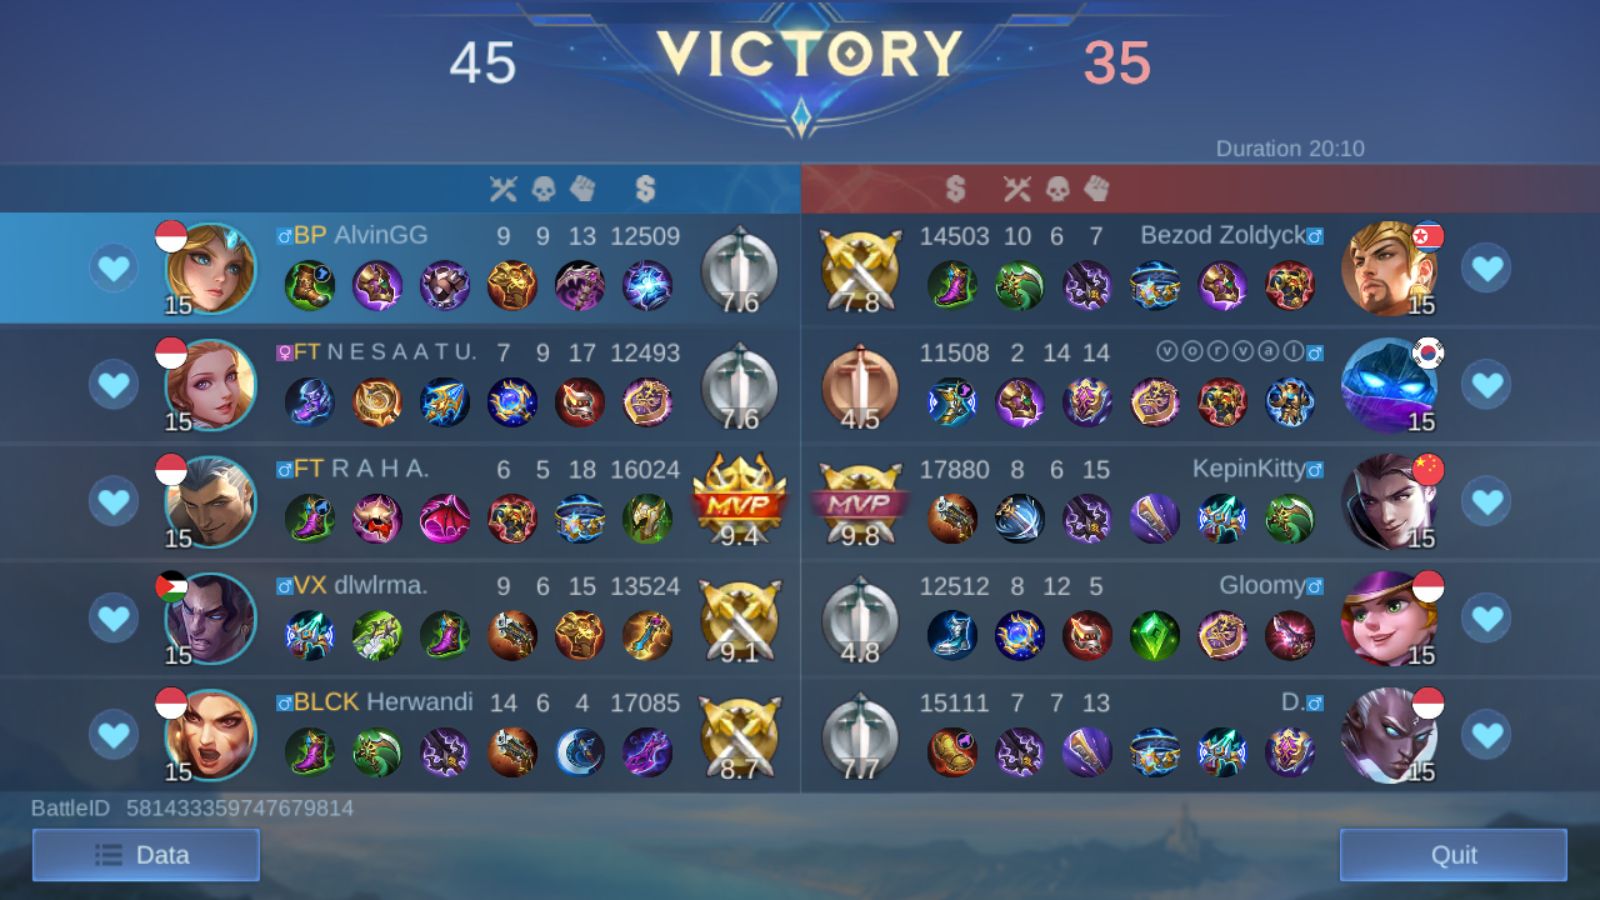 45 VICTORY 35
Duration 20:10
BP AlvinGG 9 9 13 12509 7.6
15
7.8 14503 10 6 7 Bezod Zoldyck
15
FT N E S A A T U. 7 9 17 12493 7.6
15
4.5 11508 2 14 14 ⓥⓞⓡⓥⓐⓛ
15
FT R A H A. 6 5 18 16024 MVP 9.4
15
MVP 9.8 17880 8 6 15 KepinKitty
15
VX dlwlrma. 9 6 15 13524 9.1
15
4.8 12512 8 12 5 Gloomy
15
BLCK Herwandi 14 6 4 17085 8.7
15
7.7 15111 7 7 13 D.
15
BattleID 581433359747679814
Data Quit